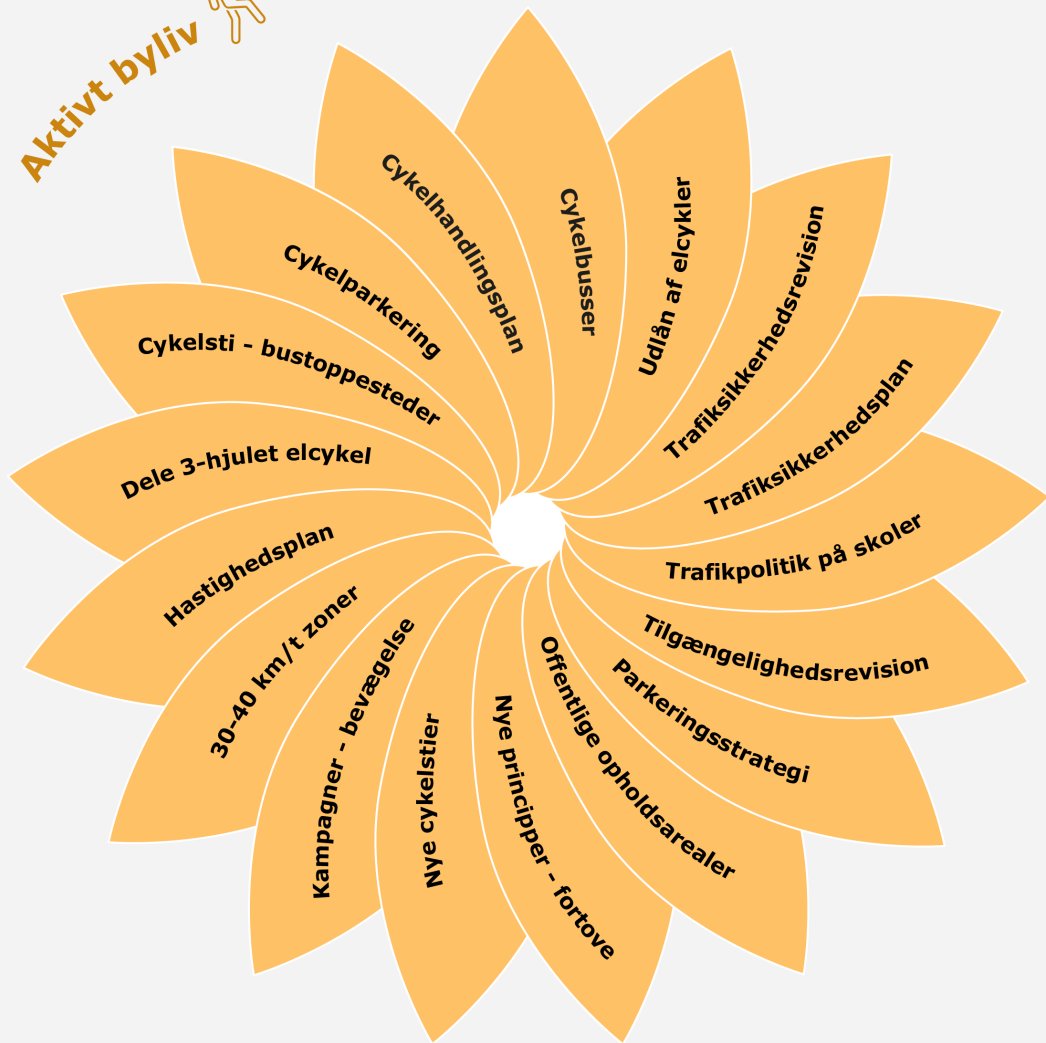 Aktivt byliv
Cykelbusser
Udlån af elcykler
Trafiksikkerhedsrevision
Trafiksikkerhedsplan
Trafikpolitik på skoler
Tilgængelighedsrevision
Parkeringsstrategi
Offentlige opholdsarealer
Nye principper - fortove
Nye cykelstier
Kampagner - bevægelse
30-40 km/t zoner
Hastighedsplan
Dele 3-hjulet elcykel
Cykelsti - bustoppesteder
Cykelparkering
Cykelhandlingsplan